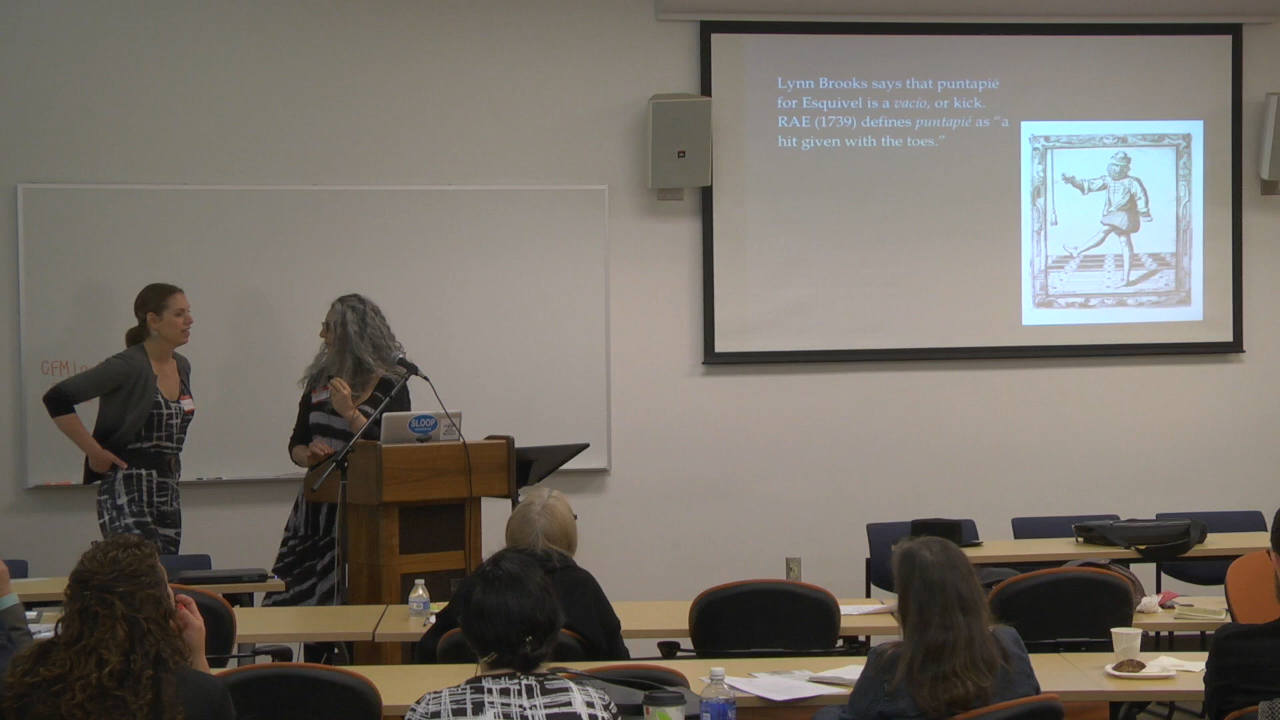 Lynn Brooks says that puntapié
for Esquivel is a vacío, or kick.
RAE (1739) defines puntapié as "a
hit given with the toes."
SLOOP